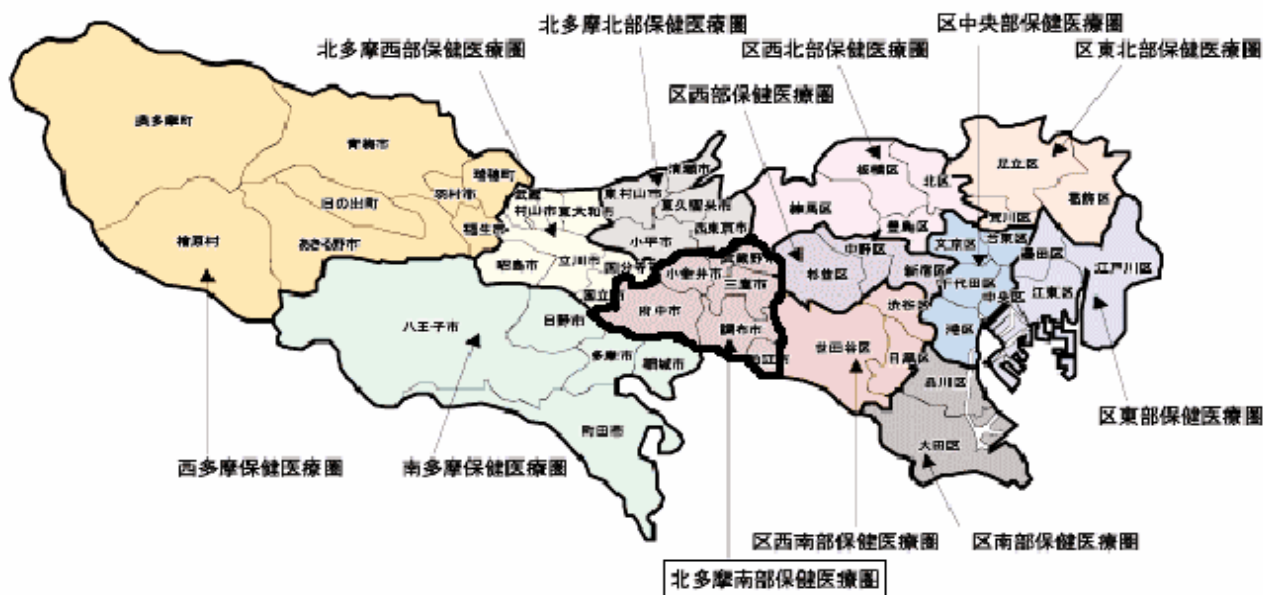 北多摩北部保健医療圏
区中央部保健医療圏
北多摩西部保健医療圏
区西北部保健医療圏
区東北部保健医療圏
区西部保健医療圏
奥多摩町
青梅市
瑞穂町
羽村市
日の出町
福生市
あきる野市
檜原村
武蔵
村山市
東大和市
東村山市
清瀬市
東久留米市
西東京市
小平市
昭島市
立川市
国分寺
国立市
武蔵野市
小金井市
三鷹市
府中市
調布市
狛江市
八王子市
日野市
多摩市
稲城市
町田市
練馬区
板橋区
北区
豊島区
足立区
葛飾区
荒川区
中野区
杉並区
新宿区
文京区
台東区
千代田区
中央区
港区
墨田区
江東区
江戸川区
渋谷区
世田谷区
目黒区
品川区
大田区
西多摩保健医療圏
南多摩保健医療圏
区東部保健医療圏
区西南部保健医療圏
区南部保健医療圏
北多摩南部保健医療圏